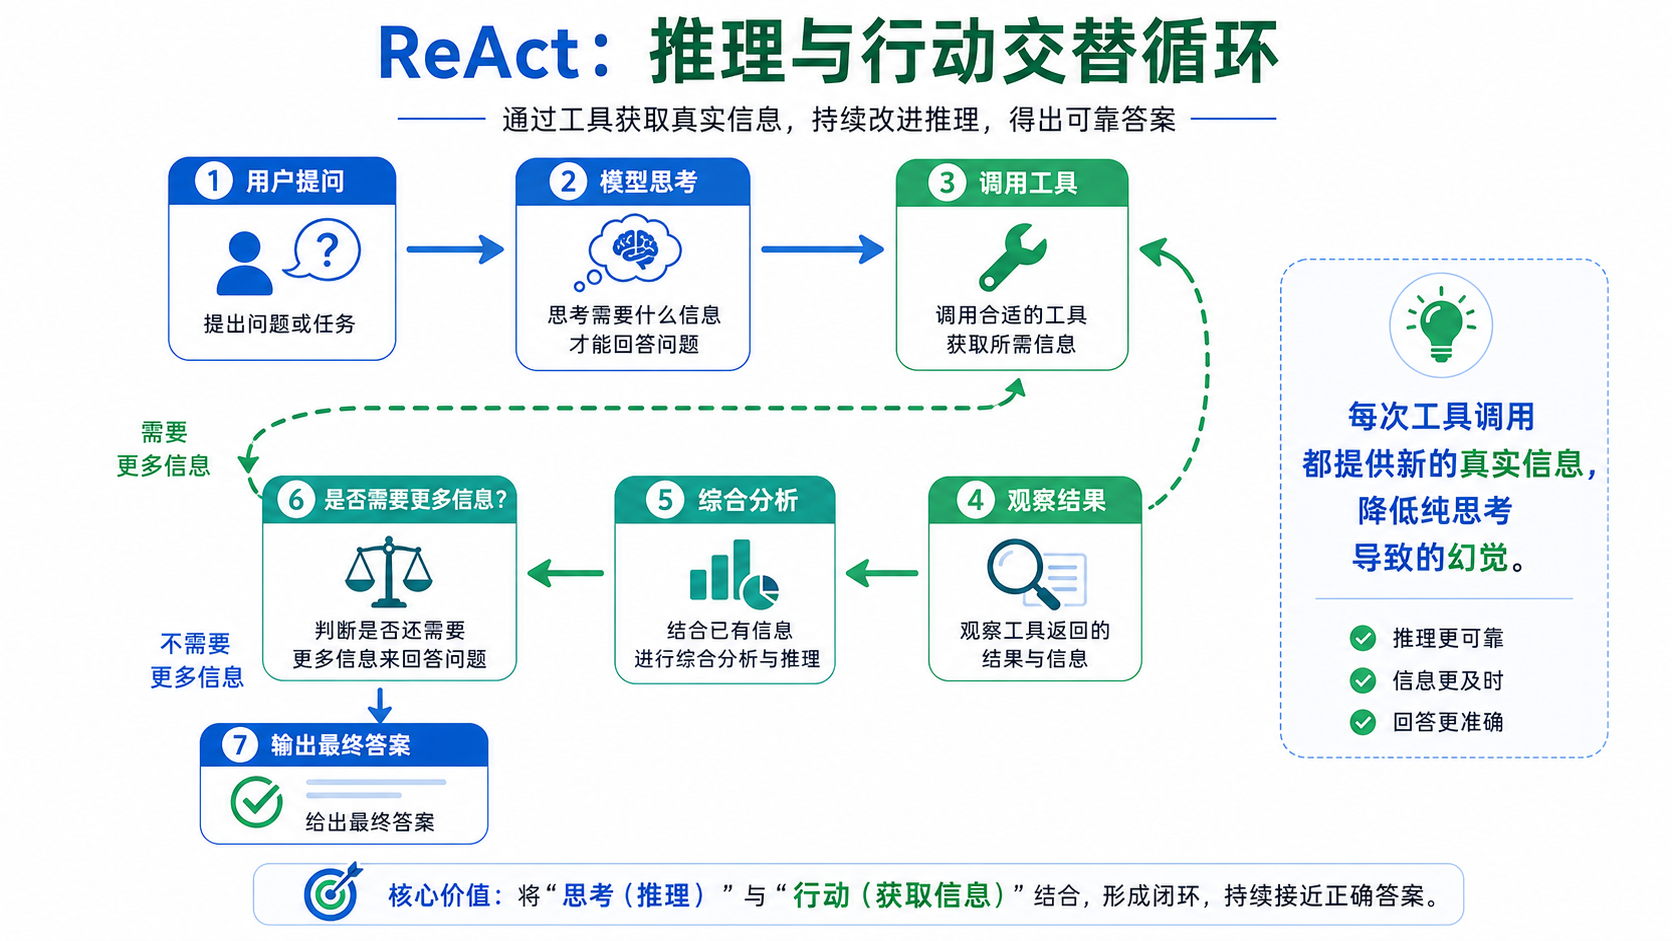 ReAct：推理与行动交替循环
通过工具获取真实信息，持续改进推理，得出可靠答案
1 用户提问
?
提出问题或任务
2 模型思考
思考需要什么信息
才能回答问题
3 调用工具
调用合适的工具
获取所需信息
需要
更多信息
6 是否需要更多信息?
判断是否还需要
更多信息来回答问题
5 综合分析
结合已有信息
进行综合分析与推理
4 观察结果
观察工具返回的
结果与信息
不需要
更多信息
7 输出最终答案
给出最终答案
每次工具调用
都提供新的真实信息，
降低纯思考
导致的幻觉。
推理更可靠
信息更及时
回答更准确
核心价值：将“思考（推理）”与“行动（获取信息）”结合，形成闭环，持续接近正确答案。